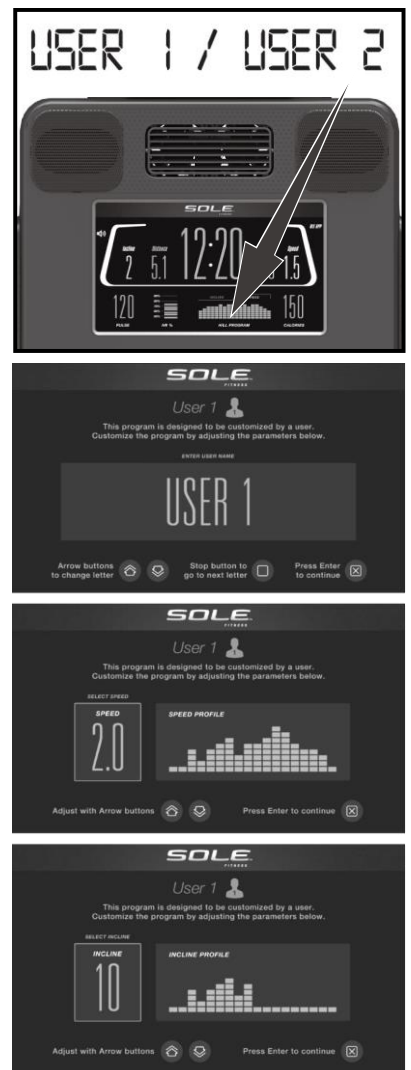 USER 1 / USER 2
SOLE
FITNESS
Incline
Distance
Speed
2
5.1
12:20
1.5
120
150
PULSE
HR %
HILL PROGRAM
CALORIES
SOLE
FITNESS
User 1
This program is designed to be customized by a user.
Customize the program by adjusting the parameters below.
ENTER USER NAME
USER 1
Arrow buttons
to change letter
Stop button to
go to next letter
Press Enter
to continue
SOLE
FITNESS
User 1
This program is designed to be customized by a user.
Customize the program by adjusting the parameters below.
SELECT SPEED
SPEED
2.0
SPEED PROFILE
Adjust with Arrow buttons
Press Enter to continue
SOLE
FITNESS
User 1
This program is designed to be customized by a user.
Customize the program by adjusting the parameters below.
SELECT INCLINE
INCLINE
10
INCLINE PROFILE
Adjust with Arrow buttons
Press Enter to continue